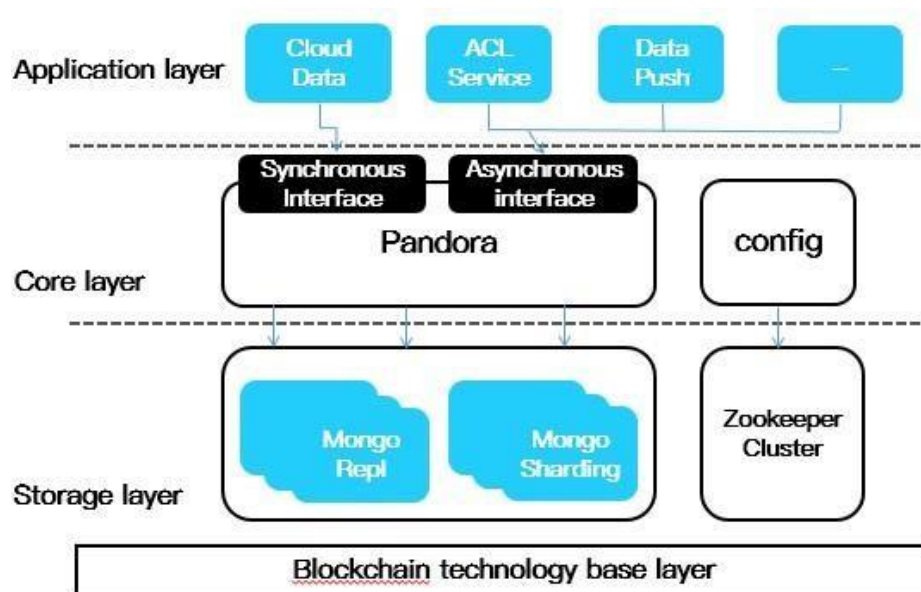 Application layer
Cloud
Data
ACL
Service
Data
Push
...
Synchronous
Interface
Asynchronous
interface
Pandora
config
Core layer
Mongo
Repl
Mongo
Sharding
Zookeeper
Cluster
Storage layer
Blockchain technology base layer